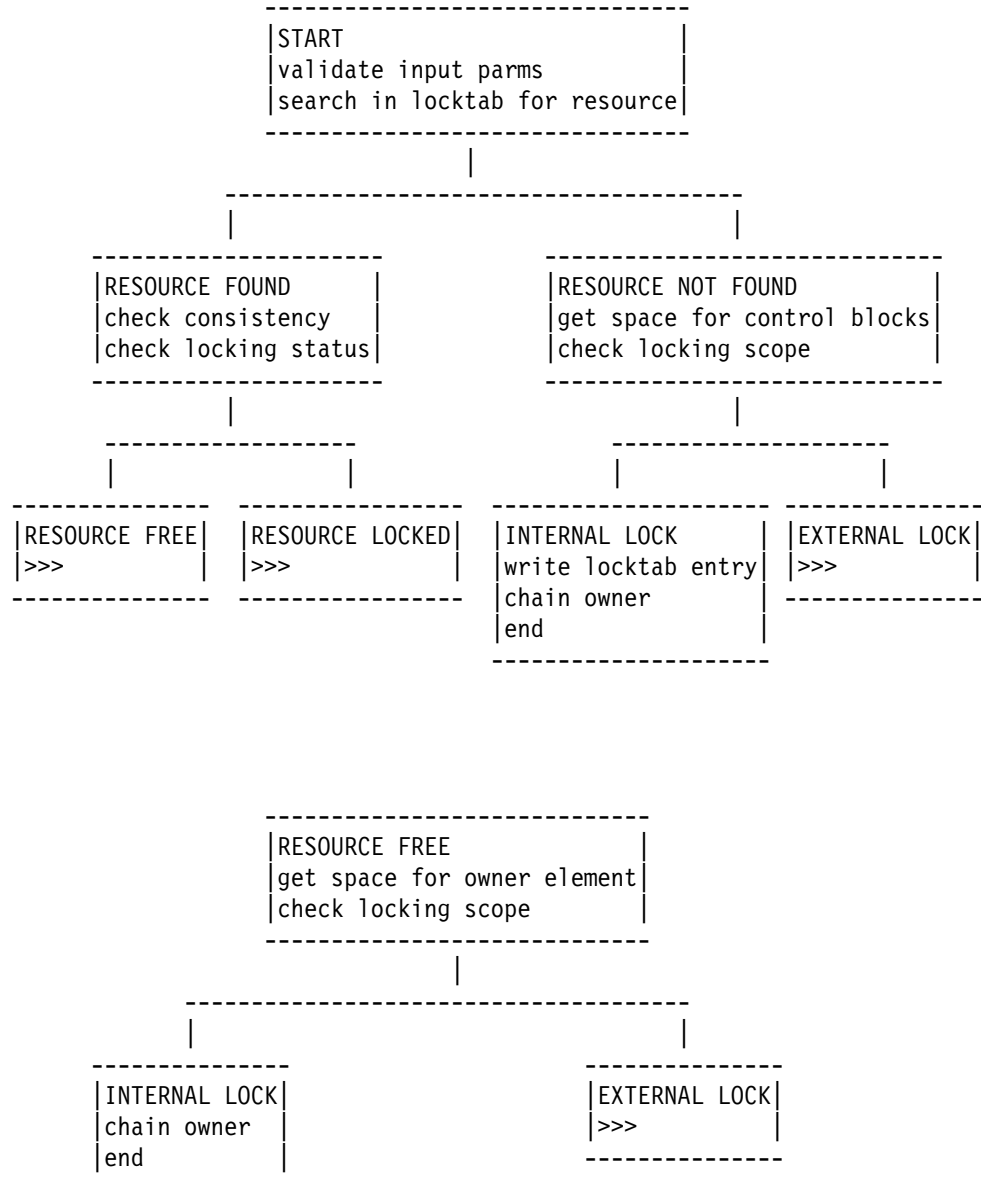 START
validate input parms
search in locktab for resource
RESOURCE FOUND
check consistency
check locking status
RESOURCE NOT FOUND
get space for control blocks
check locking scope
RESOURCE FREE
>>>
RESOURCE LOCKED
>>>
INTERNAL LOCK
write locktab entry
chain owner
end
EXTERNAL LOCK
>>>
RESOURCE FREE
get space for owner element
check locking scope
INTERNAL LOCK
chain owner
end
EXTERNAL LOCK
>>>